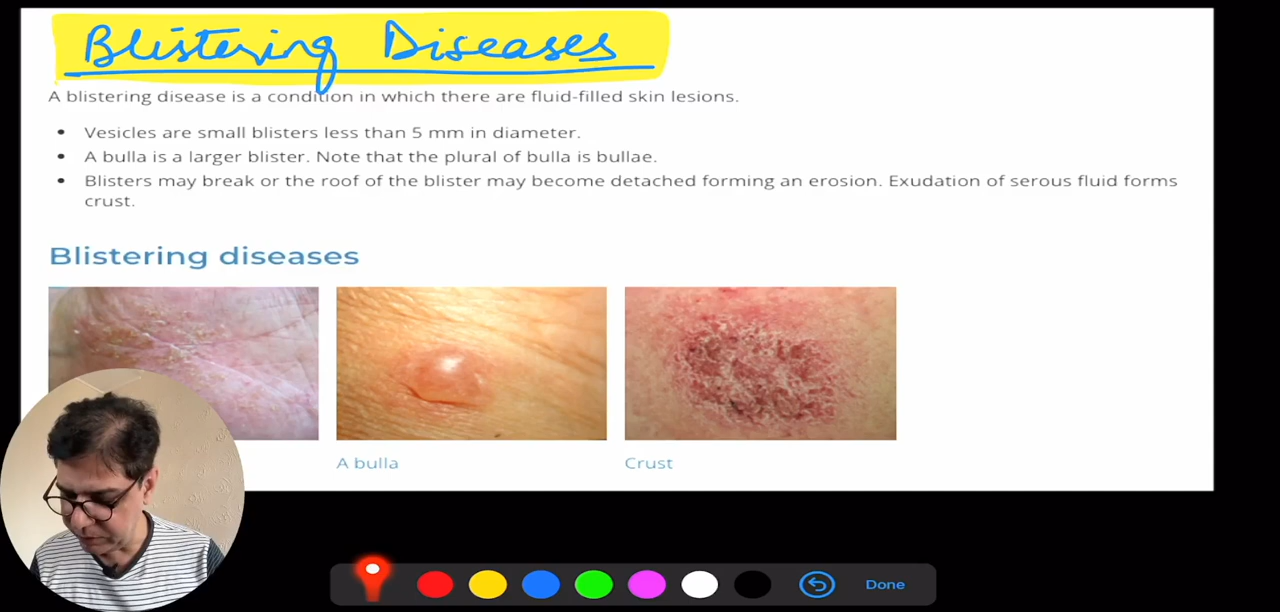 Blistering Diseases
A blistering disease is a condition in which there are fluid-filled skin lesions.
• Vesicles are small blisters less than 5 mm in diameter.
• A bulla is a larger blister. Note that the plural of bulla is bullae.
• Blisters may break or the roof of the blister may become detached forming an erosion. Exudation of serous fluid forms
crust.
Blistering diseases
A bulla
Crust
Done